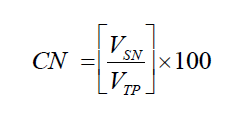 CN = [V_SN / V_TP] × 100